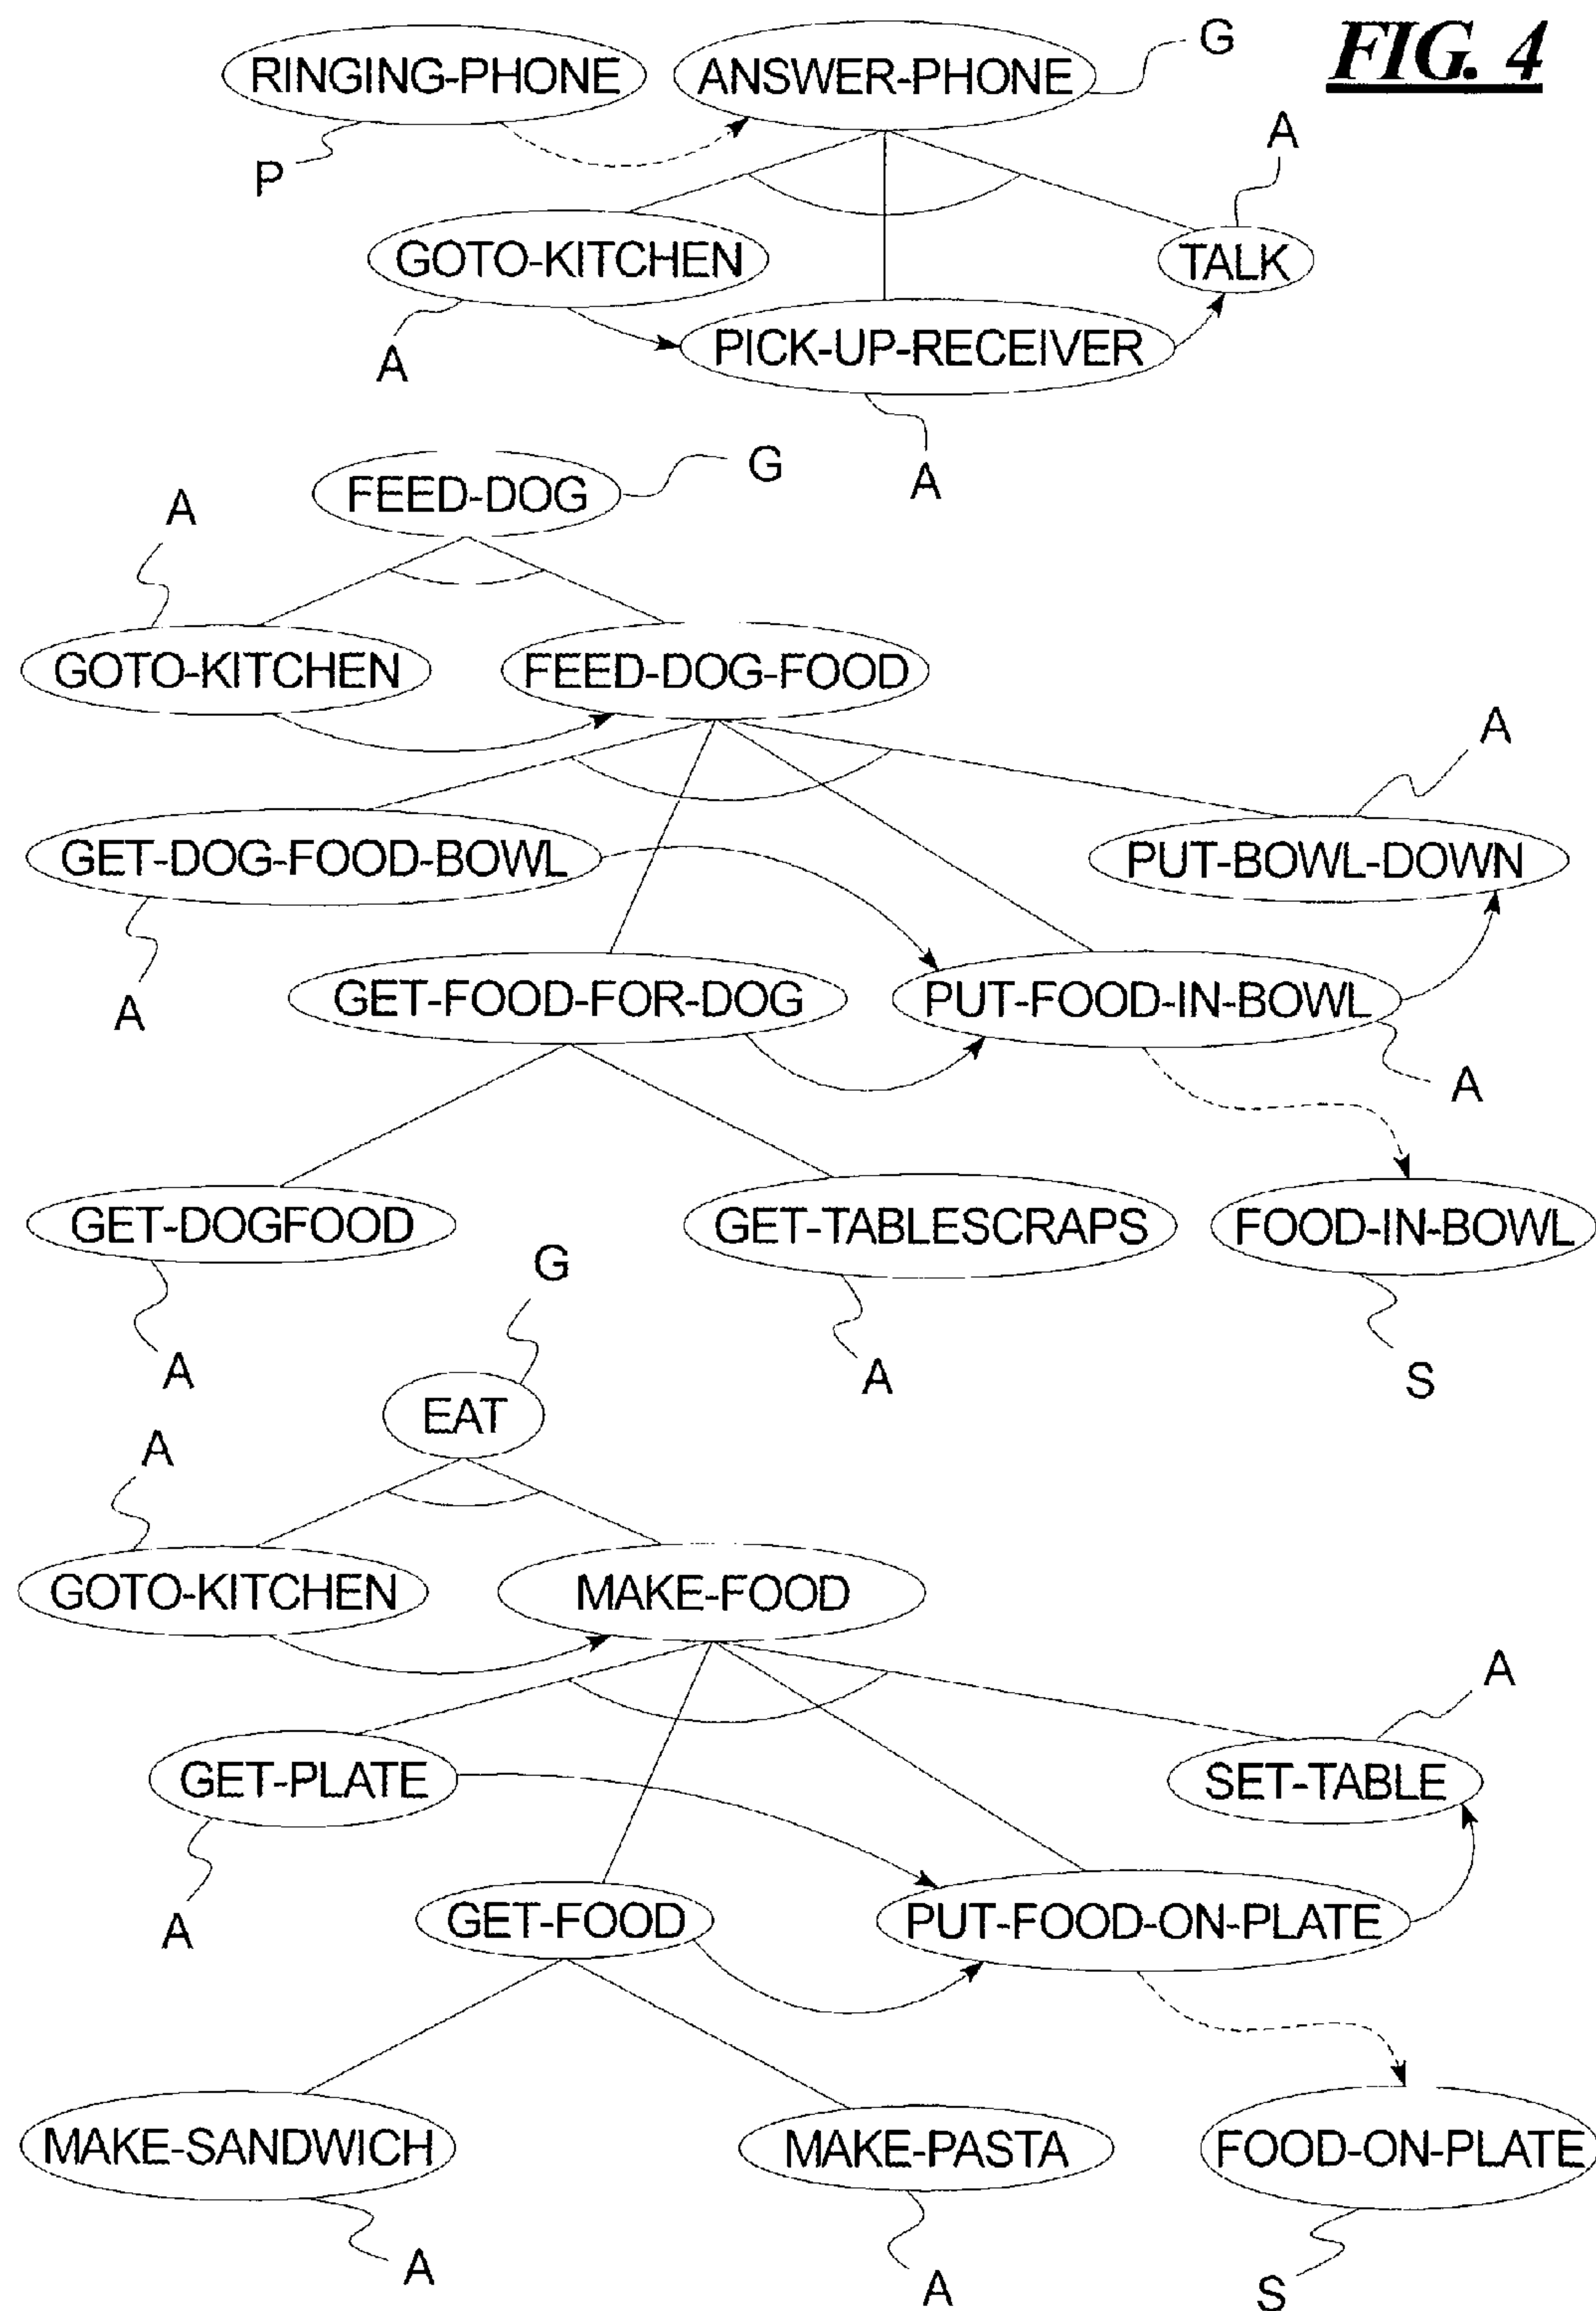 FIG. 4
RINGING-PHONE
ANSWER-PHONE
G
P
A
GOTO-KITCHEN
TALK
A
PICK-UP-RECEIVER
A
FEED-DOG
G
A
GOTO-KITCHEN
FEED-DOG-FOOD
A
GET-DOG-FOOD-BOWL
PUT-BOWL-DOWN
A
GET-FOOD-FOR-DOG
PUT-FOOD-IN-BOWL
A
GET-DOGFOOD
GET-TABLESCRAPS
FOOD-IN-BOWL
A
A
S
G
EAT
A
GOTO-KITCHEN
MAKE-FOOD
A
GET-PLATE
SET-TABLE
A
GET-FOOD
PUT-FOOD-ON-PLATE
MAKE-SANDWICH
MAKE-PASTA
FOOD-ON-PLATE
A
A
S